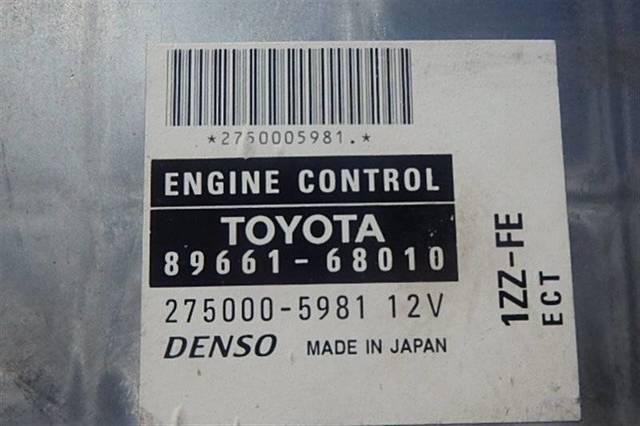 *2750005981.*
ENGINE CONTROL
TOYOTA
89661-68010
275000-5981 12V
DENSO MADE IN JAPAN
1ZZ-FE
ECT